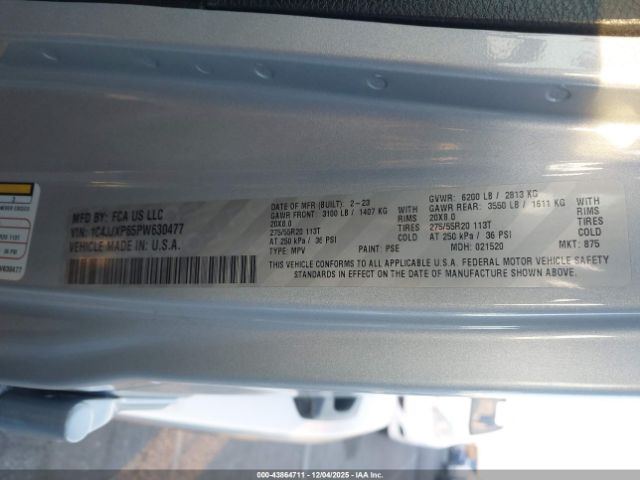 MFD BY: FCA US LLC
VIN: 1C4JJXP65PW630477
VEHICLE MADE IN U.S.A.
DATE OF MFR (BUILT): 2-23
GAWR FRONT: 3100 LB / 1407 KG WITH
20X8.0 RIMS
275/55R20 113T TIRES
AT 250 kPa / 36 PSI COLD
TYPE: MPV PAINT: PSE
GVWR: 6200 LB / 2813 KG
GAWR REAR: 3550 LB / 1611 KG WITH
20X8.0 RIMS
275/55R20 113T TIRES
AT 250 kPa / 36 PSI COLD
MDH: 021520 MKT: 875
THIS VEHICLE CONFORMS TO ALL APPLICABLE U.S.A. FEDERAL MOTOR VEHICLE SAFETY
STANDARDS IN EFFECT ON THE DATE OF MANUFACTURE SHOWN ABOVE.
000-43864711 - 12/04/2025 - IAAI.COM